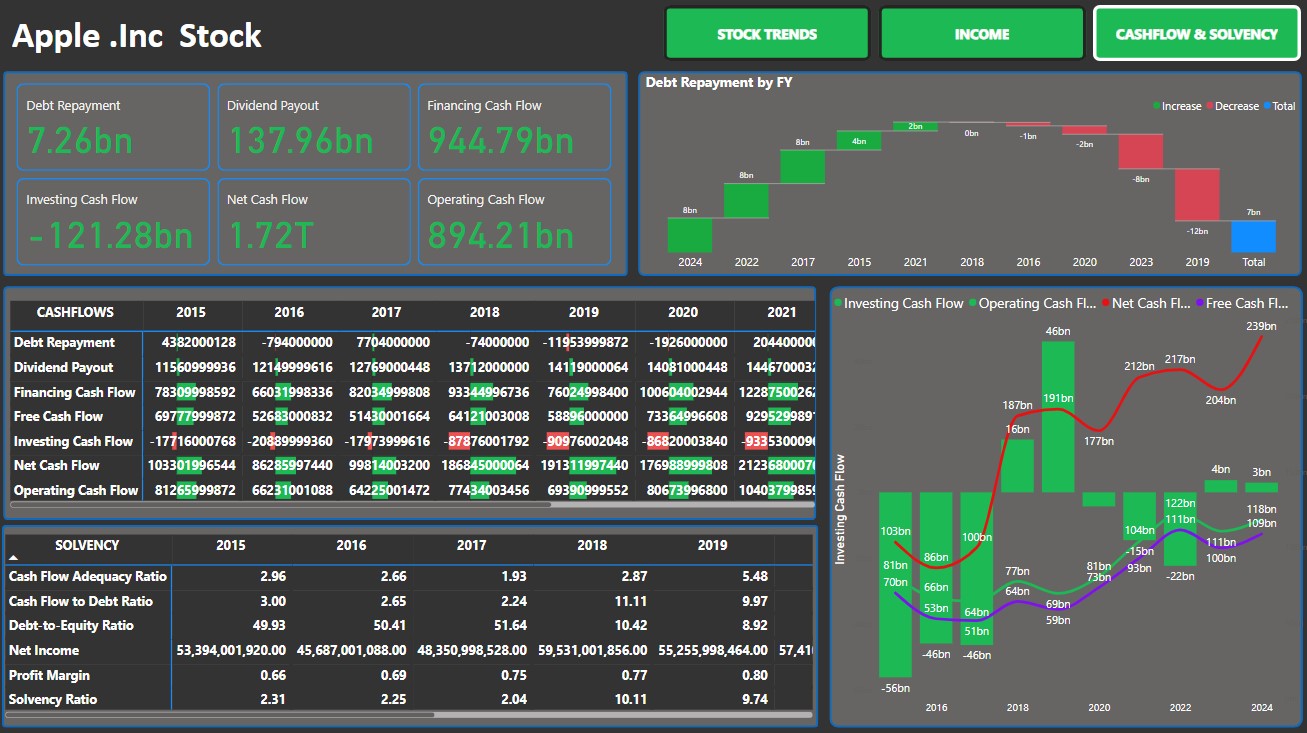 Apple .Inc Stock
STOCK TRENDS
INCOME
CASHFLOW & SOLVENCY
Debt Repayment
7.26bn
Dividend Payout
137.96bn
Financing Cash Flow
944.79bn
Investing Cash Flow
-121.28bn
Net Cash Flow
1.72T
Operating Cash Flow
894.21bn
Debt Repayment by FY
Increase Decrease Total
8bn 8bn 8bn 4bn 2bn 0bn -1bn -2bn -8bn -12bn 7bn
2024 2022 2017 2015 2021 2018 2016 2020 2023 2019 Total
CASHFLOWS 2015 2016 2017 2018 2019 2020 2021
Debt Repayment 4382000128 -794000000 7704000000 -74000000 -11953999872 -1926000000 204400000
Dividend Payout 11560999936 12149999616 12769000448 13712000000 14119000064 14081000448 144670003
Financing Cash Flow 78309998592 66031998336 82034999808 93344996736 76024998400 100604002944 12287500262
Free Cash Flow 69777999872 52683000832 51430001664 64121003008 58896000000 73364996608 929529989
Investing Cash Flow -17716000768 -20889999360 -17973999616 -87876001792 -90976002048 -86820003840 -9335300090
Net Cash Flow 103301996544 86285997440 99814003200 186845000064 191311997440 176988999808 2123680007
Operating Cash Flow 81265999872 66231001088 64225001472 77434003456 69390999552 80673996800 1040379985
SOLVENCY 2015 2016 2017 2018 2019
Cash Flow Adequacy Ratio 2.96 2.66 1.93 2.87 5.48
Cash Flow to Debt Ratio 3.00 2.65 2.24 11.11 9.97
Debt-to-Equity Ratio 49.93 50.41 51.64 10.42 8.92
Net Income 53,394,001,920.00 45,687,001,088.00 48,350,998,528.00 59,531,001,856.00 55,255,998,464.00 57,41
Profit Margin 0.66 0.69 0.75 0.77 0.80
Solvency Ratio 2.31 2.25 2.04 10.11 9.74
Investing Cash Flow Operating Cash Fl... Net Cash Fl... Free Cash Fl...
Investing Cash Flow
46bn
239bn
212bn
217bn
187bn
191bn
204bn
16bn
177bn
4bn
3bn
103bn
100bn
104bn
122bn
118bn
111bn
109bn
86bn
-15bn
111bn
81bn
81bn
93bn
100bn
70bn
66bn
77bn
73bn
-22bn
53bn
64bn
64bn
69bn
51bn
59bn
-46bn
-46bn
-56bn
2016 2018 2020 2022 2024